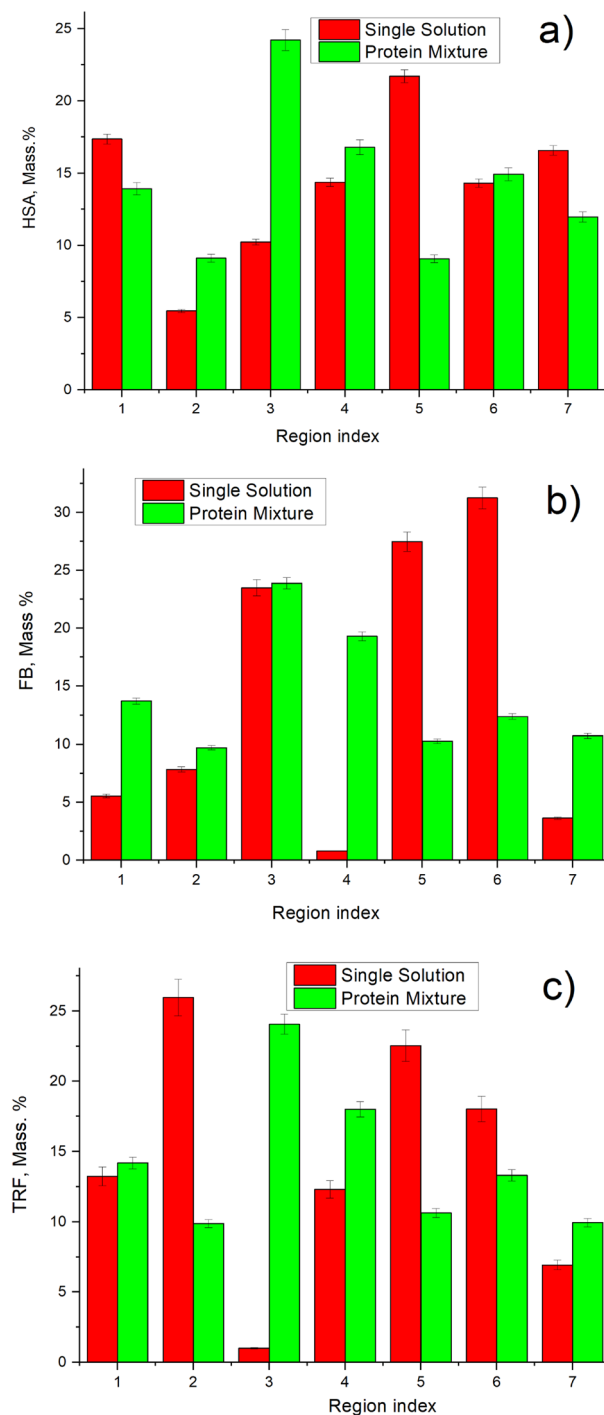 a)
Single Solution
Protein Mixture
HSA, Mass.%
25
20
15
10
5
0
1 2 3 4 5 6 7
Region index
b)
Single Solution
Protein Mixture
FB, Mass %
30
25
20
15
10
5
0
1 2 3 4 5 6 7
Region index
c)
Single Solution
Protein Mixture
TRF, Mass. %
25
20
15
10
5
0
1 2 3 4 5 6 7
Region index